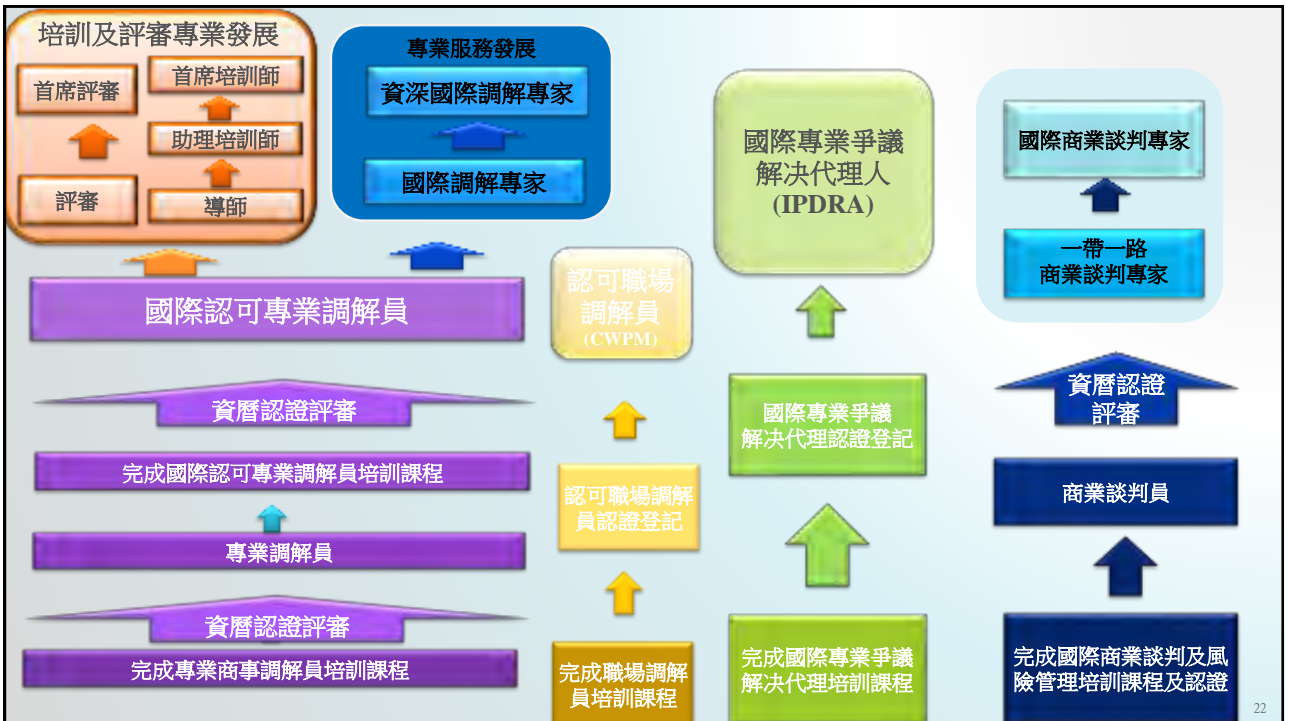 培訓及評審專業發展
首席評審
首席培訓師
助理培訓師
評審
導師
專業服務發展
資深國際調解專家
國際調解專家
國際認可專業調解員
資曆認證評審
完成國際認可專業調解員培訓課程
專業調解員
資曆認證評審
完成專業商事調解員培訓課程
認可職場
調解員
(CWPM)
認可職場調解
員認證登記
完成職場調解
員培訓課程
國際專業爭議
解決代理人
(IPDRA)
國際專業爭議
解決代理認證登記
完成國際專業爭議
解決代理培訓課程
國際商業談判專家
一帶一路
商業談判專家
資曆認證
評審
商業談判員
完成國際商業談判及風
險管理培訓課程及認證
22